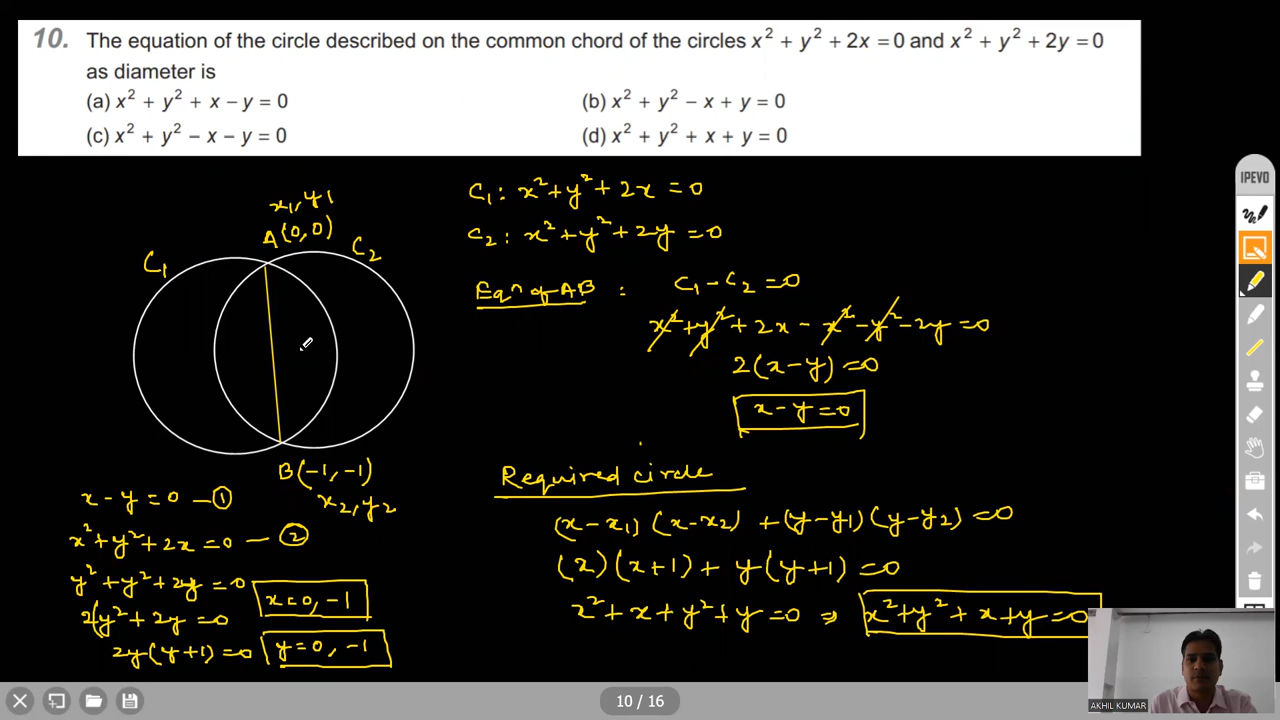 10. The equation of the circle described on the common chord of the circles x² + y² + 2x = 0 and x² + y² + 2y = 0
as diameter is
(a) x² + y² + x − y = 0 (b) x² + y² − x + y = 0
(c) x² + y² − x − y = 0 (d) x² + y² + x + y = 0
IPEVO
x₁, y₁
A(0,0)
C₁
C₂
B(-1,-1)
x₂, y₂
x - y = 0 — ①
x² + y² + 2x = 0 — ②
y² + y² + 2y = 0
2(y² + 2y = 0
2y(y+1) = 0
x = 0, -1
y = 0, -1
C₁ : x² + y² + 2x = 0
C₂ : x² + y² + 2y = 0
Eqⁿ of AB : C₁ - C₂ = 0
x² + y² + 2x - x² - y² - 2y = 0
2(x - y) = 0
x - y = 0
Required circle
(x - x₁)(x - x₂) + (y - y₁)(y - y₂) = 0
(x)(x+1) + y(y+1) = 0
x² + x + y² + y = 0 ⇒ x² + y² + x + y = 0
AKHIL KUMAR
10 / 16